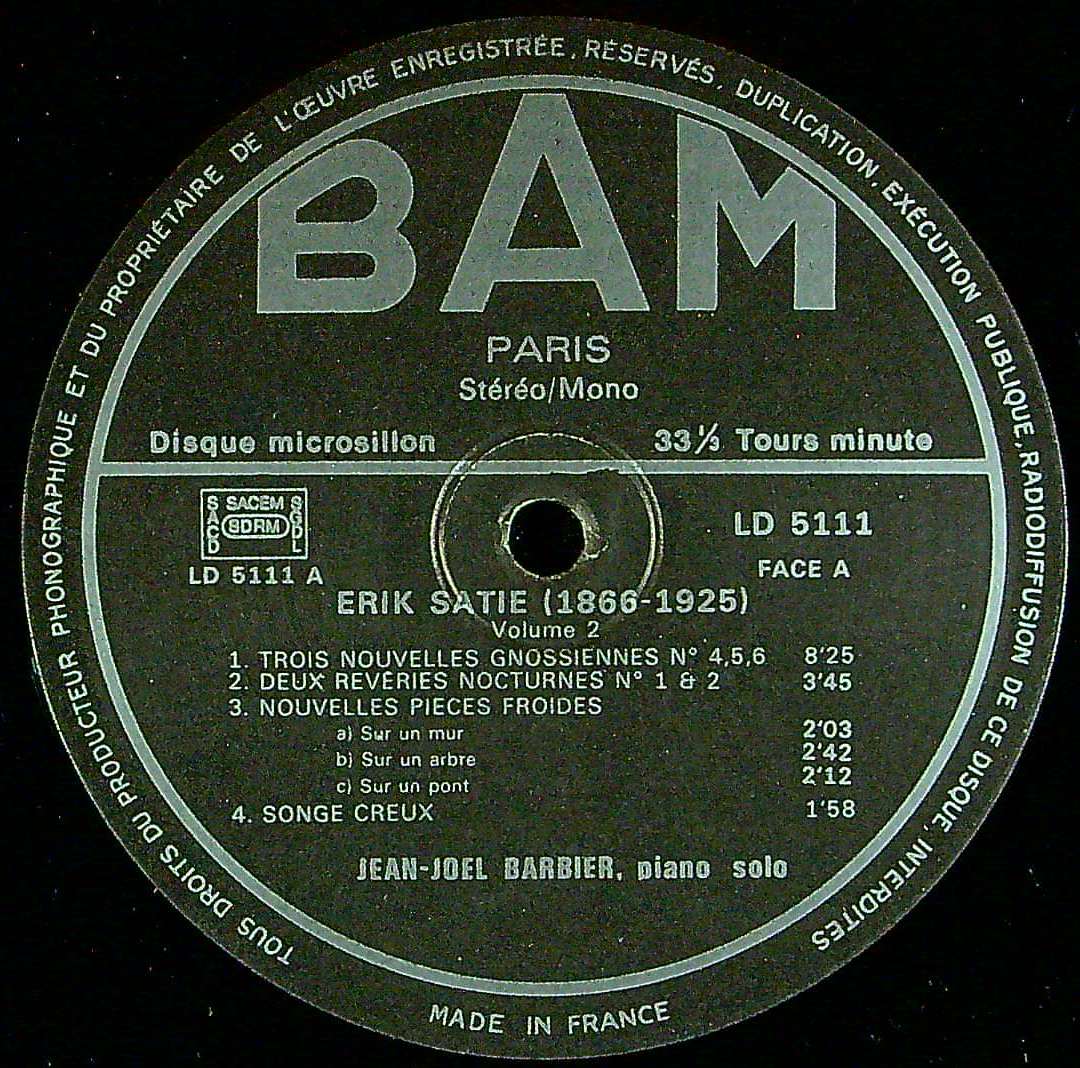 TOUS DROITS DU PRODUCTEUR PHONOGRAPHIQUE ET DU PROPRIÉTAIRE DE L'ŒUVRE ENREGISTRÉE. RÉSERVÉS. DUPLICATION. EXÉCUTION PUBLIQUE, RADIODIFFUSION DE CE DISQUE, INTERDITES
BAM
PARIS
Stéréo/Mono
Disque microsillon 33⅓ Tours minute
SACD SACEM SGDL
SDRM
LD 5111
LD 5111 A
FACE A
ERIK SATIE (1866-1925)
Volume 2
1. TROIS NOUVELLES GNOSSIENNES N° 4,5,6 8'25
2. DEUX REVÉRIES NOCTURNES N° 1 & 2 3'45
3. NOUVELLES PIECES FROIDES
a) Sur un mur 2'03
b) Sur un arbre 2'42
c) Sur un pont 2'12
4. SONGE CREUX 1'58
JEAN-JOEL BARBIER, piano solo
MADE IN FRANCE